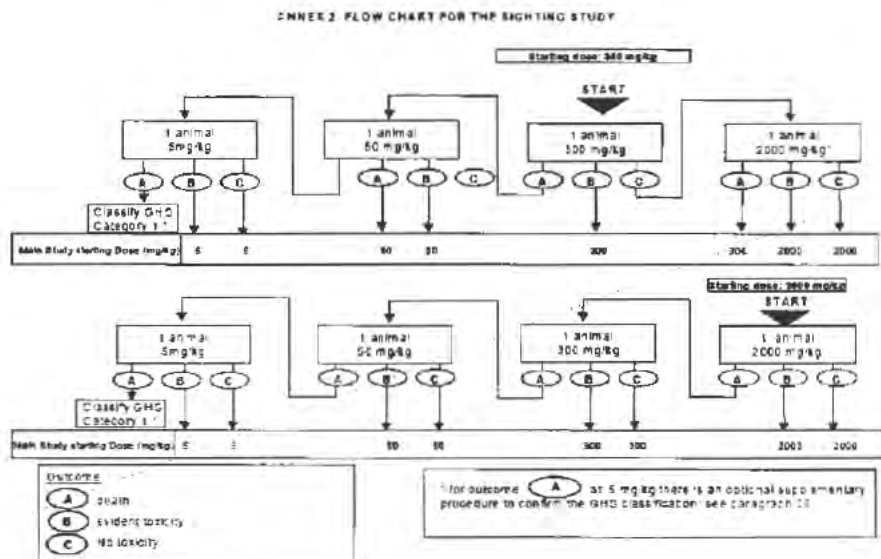 ANNEX 2: FLOW CHART FOR THE SIGHTING STUDY
Starting dose: 300 mg/kg
START
1 animal
5mg/kg
1 animal
50 mg/kg
1 animal
300 mg/kg
1 animal
2000 mg/kg
A B C A B C A B C A B C
Classify GHS
Category 1 *
Main Study starting Dose (mg/kg) 5 5 50 50 300 300 2000 2000
Starting dose: 2000 mg/kg
START
1 animal
5mg/kg
1 animal
50 mg/kg
1 animal
300 mg/kg
1 animal
2000 mg/kg
A B C A B C A B C A B C
Classify GHS
Category 1 *
Main Study starting Dose (mg/kg) 5 5 50 50 300 300 2000 2000
Outcome
A death
B Evident toxicity
C No toxicity
* for outcome A at 5 mg/kg there is an optional supplementary
procedure to confirm the GHS classification: see paragraph